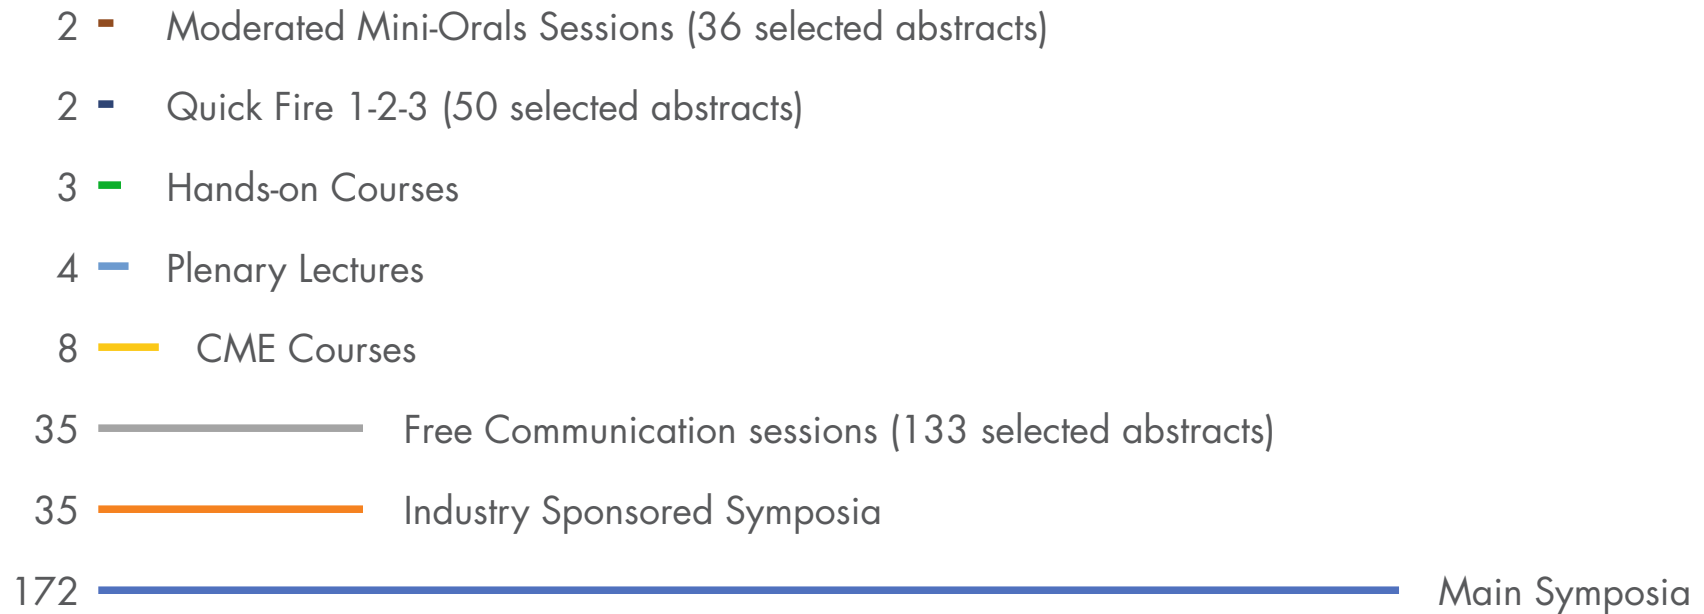 2 Moderated Mini-Orals Sessions (36 selected abstracts)
2 Quick Fire 1-2-3 (50 selected abstracts)
3 Hands-on Courses
4 Plenary Lectures
8 CME Courses
35 Free Communication sessions (133 selected abstracts)
35 Industry Sponsored Symposia
172 Main Symposia